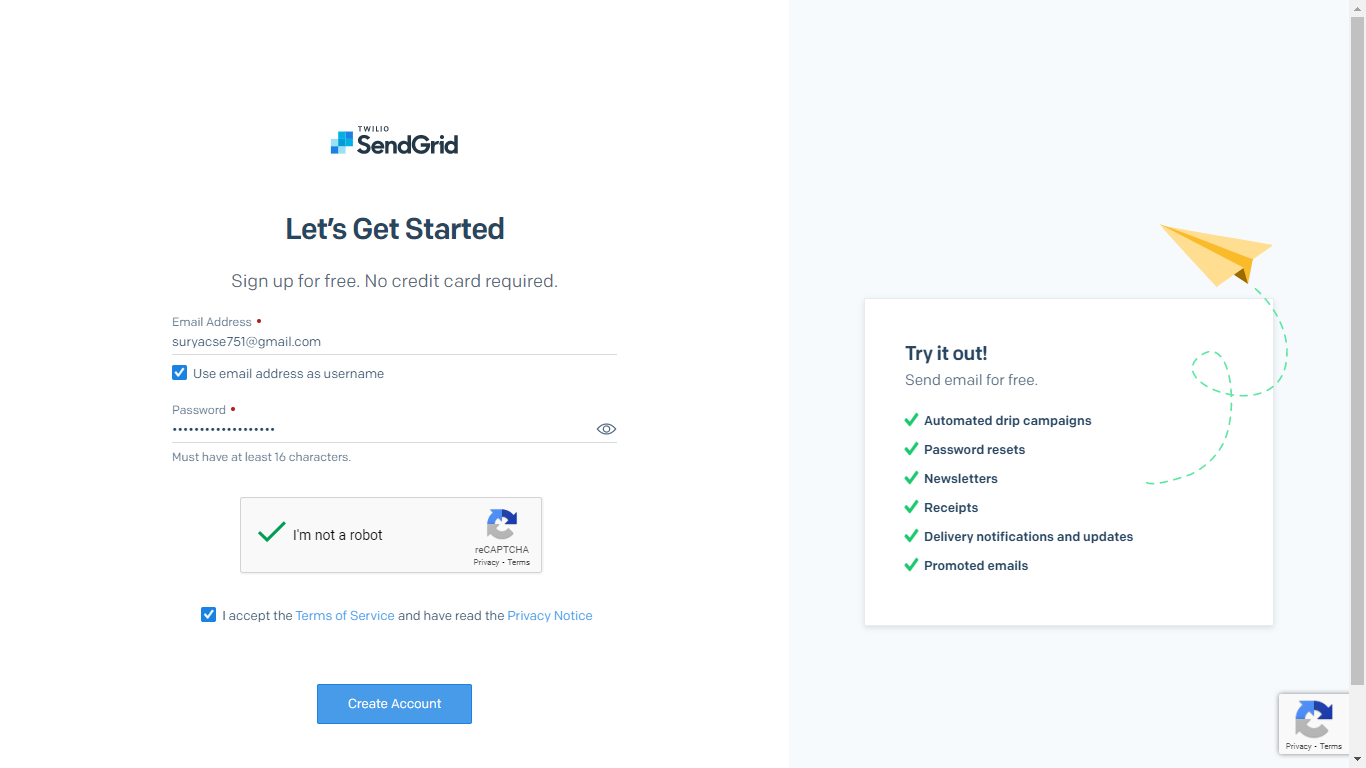 TWILIO
SendGrid
Let's Get Started
Sign up for free. No credit card required.
Email Address •
suryacse751@gmail.com
Use email address as username
Password •
•••••••••••••••••••
Must have at least 16 characters.
I'm not a robot
reCAPTCHA
Privacy - Terms
I accept the Terms of Service and have read the Privacy Notice
Create Account
Try it out!
Send email for free.
Automated drip campaigns
Password resets
Newsletters
Receipts
Delivery notifications and updates
Promoted emails
Privacy - Terms